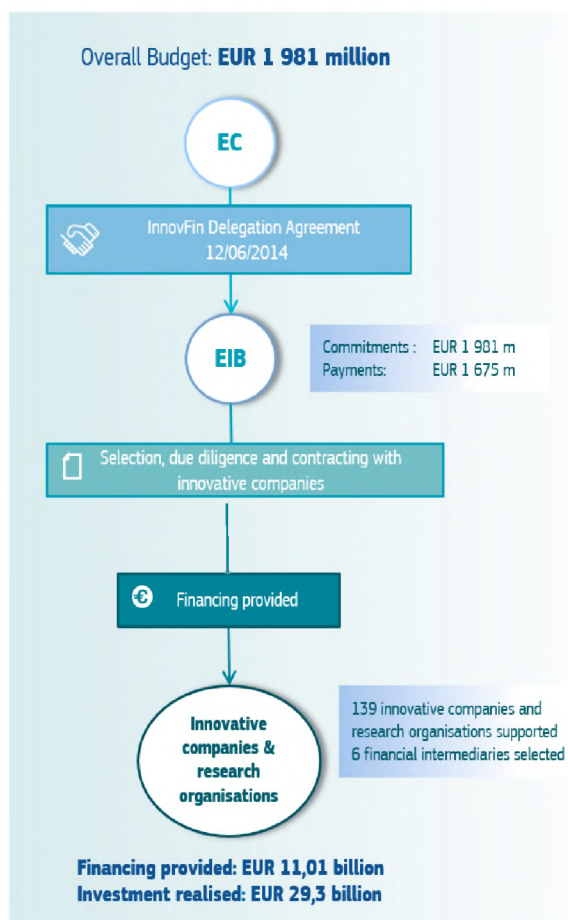 Overall Budget: EUR 1 981 million
EC
InnovFin Delegation Agreement
12/06/2014
EIB
Commitments : EUR 1 981 m
Payments: EUR 1 675 m
Selection, due diligence and contracting with
innovative companies
Financing provided
139 innovative companies and
research organisations supported
6 financial intermediaries selected
Innovative
companies &
research
organisations
Financing provided: EUR 11,01 billion
Investment realised: EUR 29,3 billion